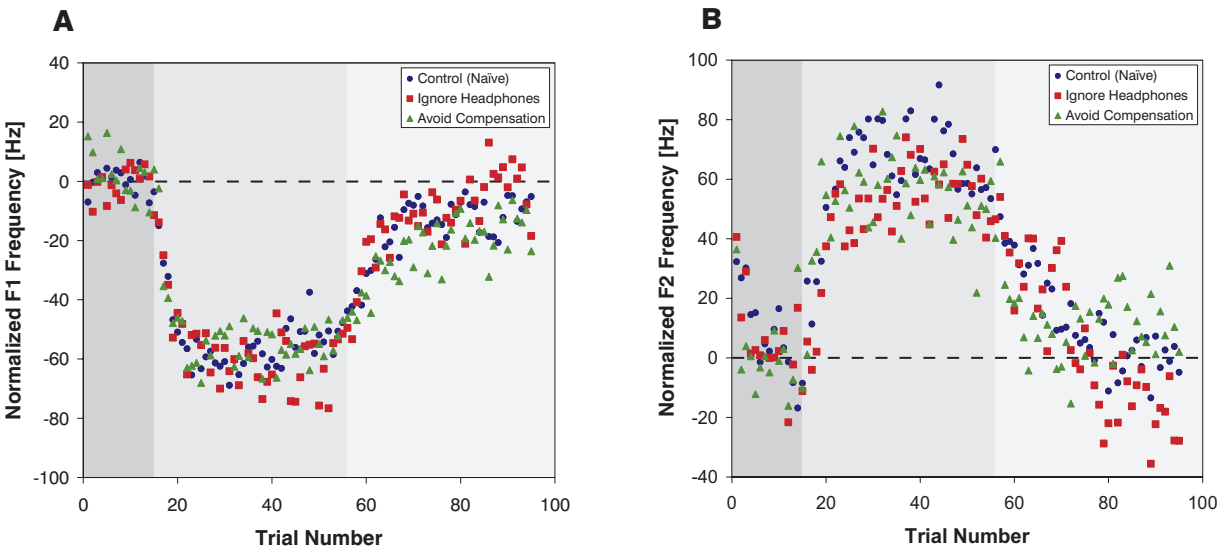 A
Normalized F1 Frequency [Hz]
40
20
0
-20
-40
-60
-80
-100
0
20
40
60
80
100
Trial Number
Control (Naïve)
Ignore Headphones
Avoid Compensation
B
Normalized F2 Frequency [Hz]
100
80
60
40
20
0
-20
-40
0
20
40
60
80
100
Trial Number
Control (Naïve)
Ignore Headphones
Avoid Compensation